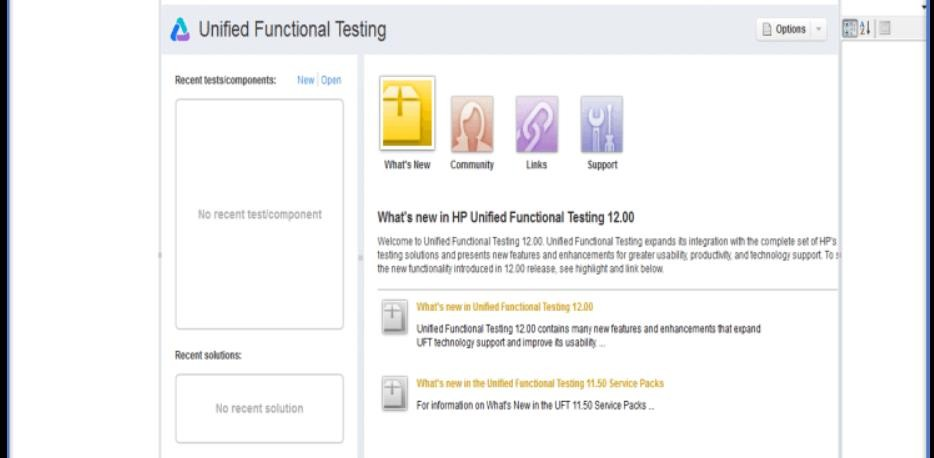 Unified Functional Testing
Options
Recent tests/components: New Open
No recent test/component
Recent solutions:
No recent solution
What's New
Community
Links
Support
What's new in HP Unified Functional Testing 12.00
Welcome to Unified Functional Testing 12.00. Unified Functional Testing expands its integration with the complete set of HP's
testing solutions and presents new features and enhancements for greater usability, productivity, and technology support. To
the new functionality introduced in 12.00 release, see highlight and link below.
What's new in Unified Functional Testing 12.00
Unified Functional Testing 12.00 contains many new features and enhancements that expand
UFT technology support and improve its usability ...
What's new in the Unified Functional Testing 11.50 Service Packs
For information on What's New in the UFT 11.50 Service Packs ...